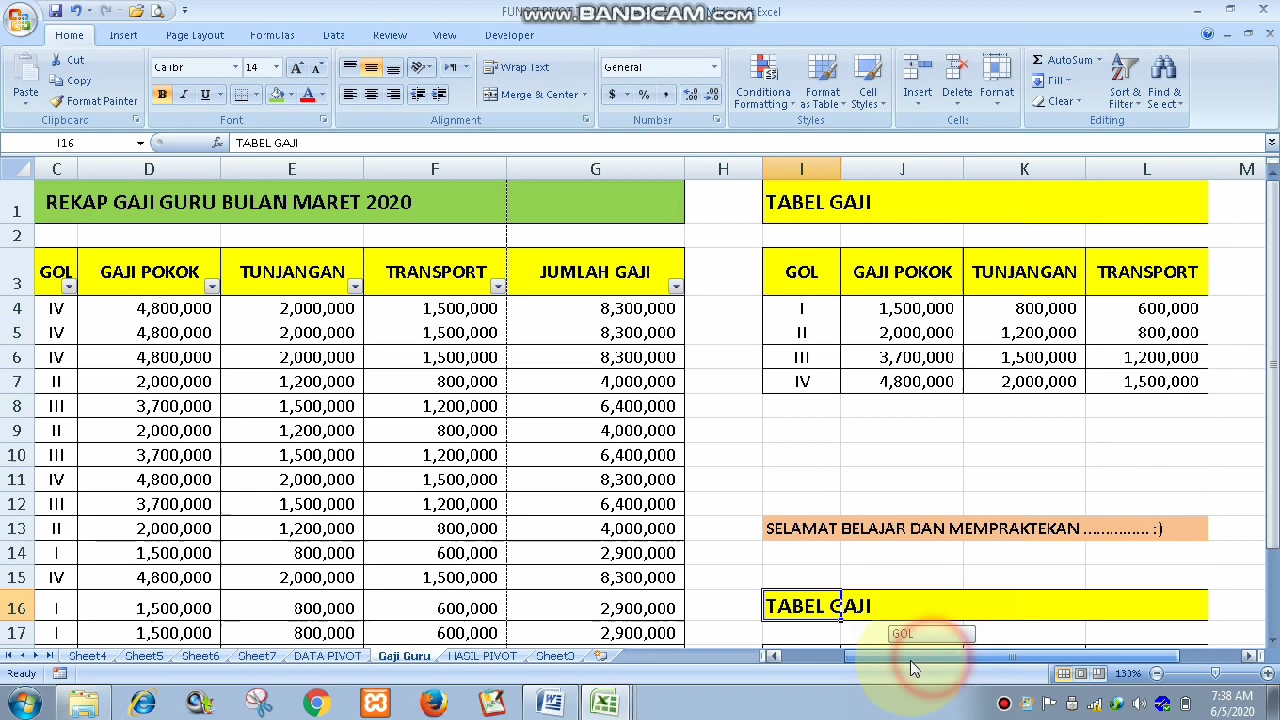 www.BANDICAM.com
FUNGSI PIVOT Microsoft Excel
Home Insert Page Layout Formulas Data Review View Developer
Cut Calibri 14 Wrap Text General AutoSum
Paste Copy Conditional Formatting Format as Table Cell Styles Insert Delete Format Fill Sort & Filter Find & Select
Format Painter B I U Merge & Center $ % , Clear
Clipboard Font Alignment Number Styles Cells Editing
I16 fx TABEL GAJI
C D E F G H I J K L M
1 REKAP GAJI GURU BULAN MARET 2020 TABEL GAJI
2
3 GOL GAJI POKOK TUNJANGAN TRANSPORT JUMLAH GAJI GOL GAJI POKOK TUNJANGAN TRANSPORT
4 IV 4,800,000 2,000,000 1,500,000 8,300,000 I 1,500,000 800,000 600,000
5 IV 4,800,000 2,000,000 1,500,000 8,300,000 II 2,000,000 1,200,000 800,000
6 IV 4,800,000 2,000,000 1,500,000 8,300,000 III 3,700,000 1,500,000 1,200,000
7 II 2,000,000 1,200,000 800,000 4,000,000 IV 4,800,000 2,000,000 1,500,000
8 III 3,700,000 1,500,000 1,200,000 6,400,000
9 II 2,000,000 1,200,000 800,000 4,000,000
10 III 3,700,000 1,500,000 1,200,000 6,400,000
11 IV 4,800,000 2,000,000 1,500,000 8,300,000
12 III 3,700,000 1,500,000 1,200,000 6,400,000
13 II 2,000,000 1,200,000 800,000 4,000,000 SELAMAT BELAJAR DAN MEMPRAKTEKAN ............... :)
14 I 1,500,000 800,000 600,000 2,900,000
15 IV 4,800,000 2,000,000 1,500,000 8,300,000
16 I 1,500,000 800,000 600,000 2,900,000 TABEL GAJI
17 I 1,500,000 800,000 600,000 2,900,000 GOL
Sheet4 Sheet5 Sheet6 Sheet7 DATA PIVOT Gaji Guru HASIL PIVOT Sheet3
Ready 130%
7:38 AM
6/5/2020